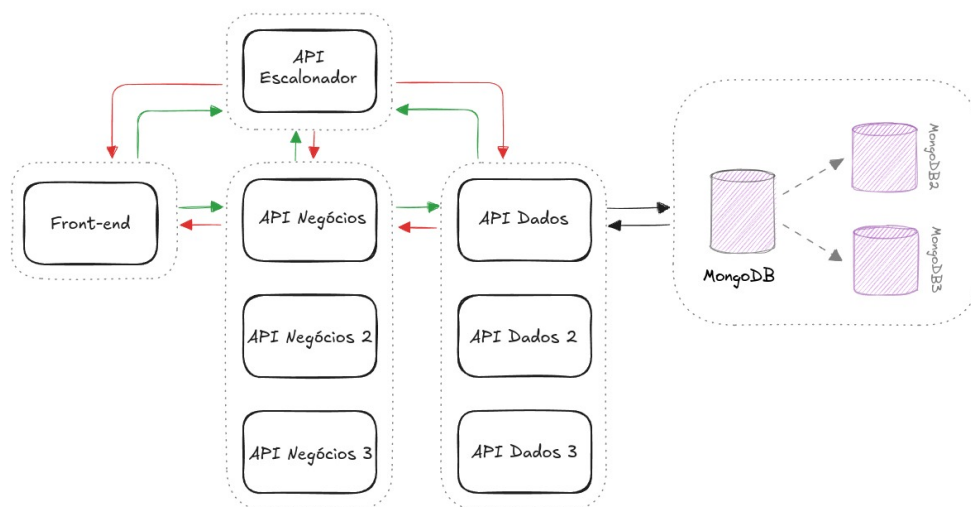 API
Escalonador
Front-end
API Negócios
API Dados
MongoDB
MongoDB2
MongoDB3
API Negócios 2
API Dados 2
API Negócios 3
API Dados 3